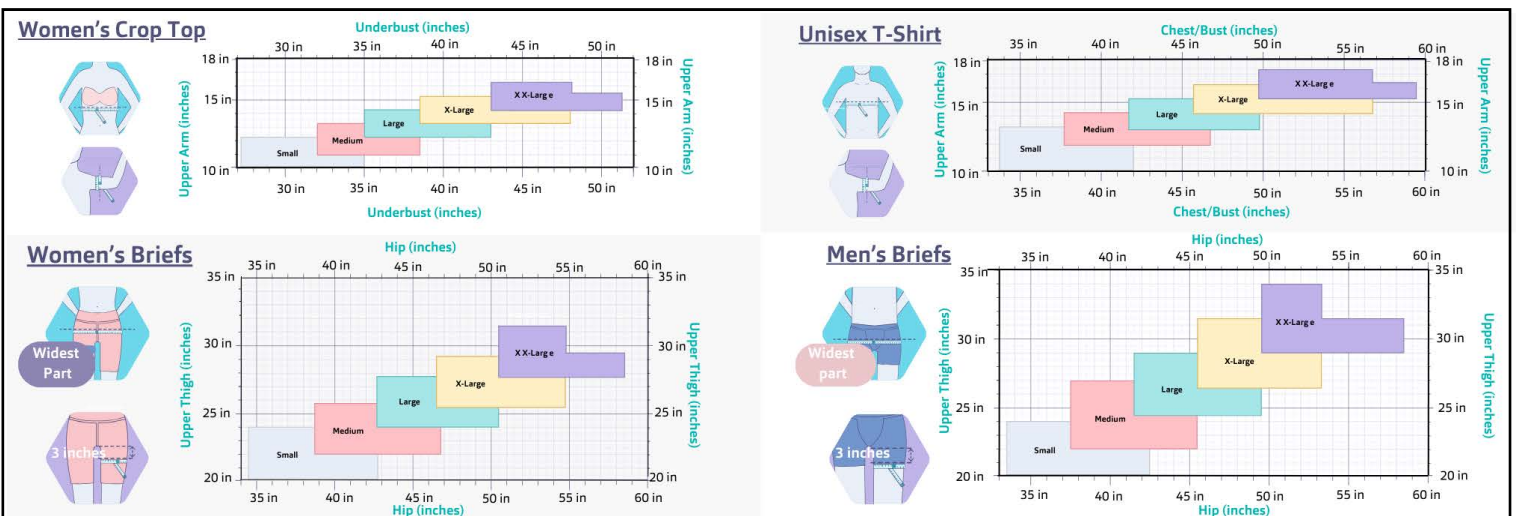 Women's Crop Top
Underbust (inches)
30 in 35 in 40 in 45 in 50 in
18 in 18 in
Upper Arm (inches)
15 in 15 in
10 in 10 in
Upper Arm (inches)
Small
Medium
Large
X-Large
X X-Larg e
30 in 35 in 40 in 45 in 50 in
Underbust (inches)
Unisex T-Shirt
Chest/Bust (inches)
35 in 40 in 45 in 50 in 55 in 60 in
18 in 18 in
Upper Arm (inches)
15 in 15 in
10 in 10 in
Upper Arm (inches)
Small
Medium
Large
X-Large
X X-Larg e
35 in 40 in 45 in 50 in 55 in 60 in
Chest/Bust (inches)
Women's Briefs
Widest
Part
3 inches
Hip (inches)
35 in 40 in 45 in 50 in 55 in 60 in
35 in 35 in
Upper Thigh (inches)
30 in 30 in
25 in 25 in
20 in 20 in
Upper Thigh (inches)
Small
Medium
Large
X-Large
X X-Larg e
35 in 40 in 45 in 50 in 55 in 60 in
Hip (inches)
Men's Briefs
Widest
part
3 inches
Hip (inches)
35 in 40 in 45 in 50 in 55 in 60 in
35 in 35 in
Upper Thigh (inches)
30 in 30 in
25 in 25 in
20 in 20 in
Upper Thigh (inches)
Small
Medium
Large
X-Large
X X-Larg e
35 in 40 in 45 in 50 in 55 in 60 in
Hip (inches)